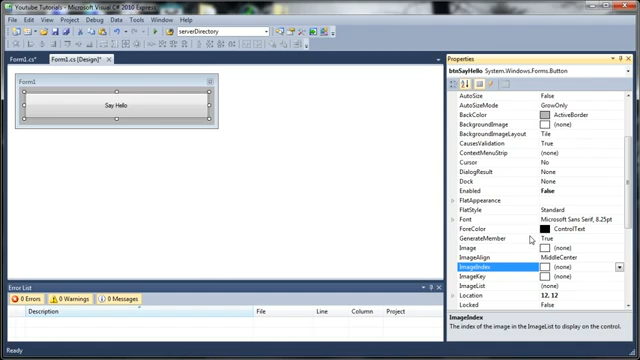 Youtube Tutorials - Microsoft Visual C# 2010 Express
File Edit View Project Debug Data Format Tools Window Help
serverDirectory
Form1.cs* Form1.cs [Design]*
Form1
Say Hello
Properties
btnSayHello System.Windows.Forms.Button
AutoSize False
AutoSizeMode GrowOnly
BackColor ActiveBorder
BackgroundImage (none)
BackgroundImageLayout Tile
CausesValidation True
ContextMenuStrip (none)
Cursor No
DialogResult None
Dock None
Enabled False
FlatAppearance
FlatStyle Standard
Font Microsoft Sans Serif, 8.25pt
ForeColor ControlText
GenerateMember True
Image (none)
ImageAlign MiddleCenter
ImageIndex (none)
ImageKey (none)
ImageList (none)
Location 12, 12
Locked False
ImageIndex
The index of the image in the ImageList to display on the control.
Error List
0 Errors 0 Warnings 0 Messages
Description File Line Column Project
Ready